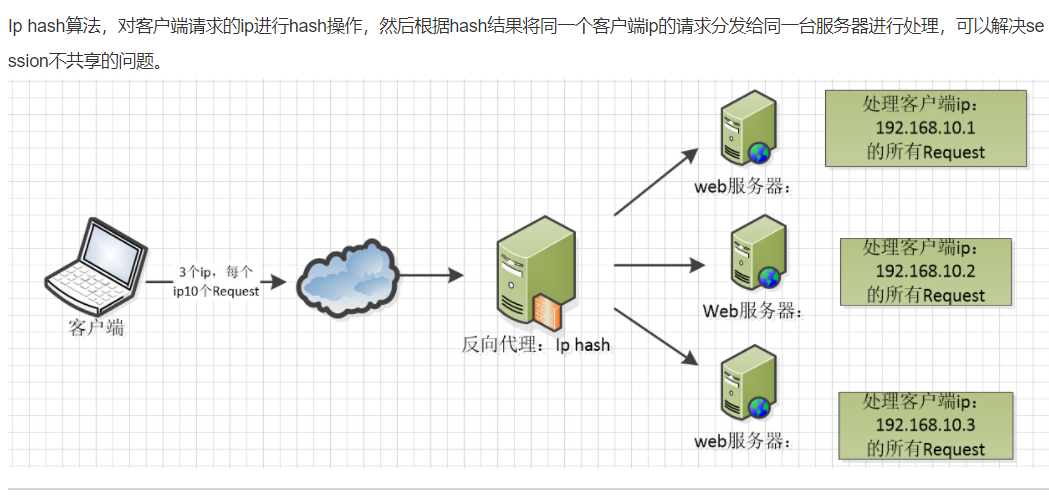 Ip hash算法，对客户端请求的ip进行hash操作，然后根据hash结果将同一个客户端ip的请求分发给同一台服务器进行处理，可以解决se
ssion不共享的问题。
处理客户端ip：
192.168.10.1
的所有Request
web服务器：
3个ip，每个
ip10个Request
客户端
反向代理：Ip hash
处理客户端ip：
192.168.10.2
的所有Request
Web服务器：
处理客户端ip：
192.168.10.3
的所有Request
web服务器：